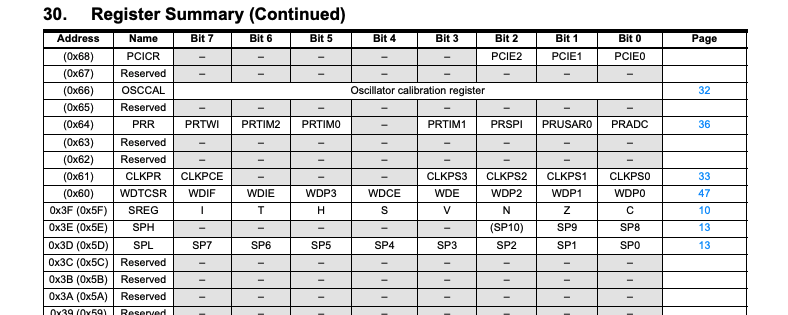 30. Register Summary (Continued)
Address Name Bit 7 Bit 6 Bit 5 Bit 4 Bit 3 Bit 2 Bit 1 Bit 0 Page
(0x68) PCICR – – – – – PCIE2 PCIE1 PCIE0
(0x67) Reserved – – – – – – – –
(0x66) OSCCAL Oscillator calibration register 32
(0x65) Reserved – – – – – – – –
(0x64) PRR PRTWI PRTIM2 PRTIM0 – PRTIM1 PRSPI PRUSAR0 PRADC 36
(0x63) Reserved – – – – – – – –
(0x62) Reserved – – – – – – – –
(0x61) CLKPR CLKPCE – – – CLKPS3 CLKPS2 CLKPS1 CLKPS0 33
(0x60) WDTCSR WDIF WDIE WDP3 WDCE WDE WDP2 WDP1 WDP0 47
0x3F (0x5F) SREG I T H S V N Z C 10
0x3E (0x5E) SPH – – – – – (SP10) SP9 SP8 13
0x3D (0x5D) SPL SP7 SP6 SP5 SP4 SP3 SP2 SP1 SP0 13
0x3C (0x5C) Reserved – – – – – – – –
0x3B (0x5B) Reserved – – – – – – – –
0x3A (0x5A) Reserved – – – – – – – –
0x39 (0x59) Reserved – – – – – – – –